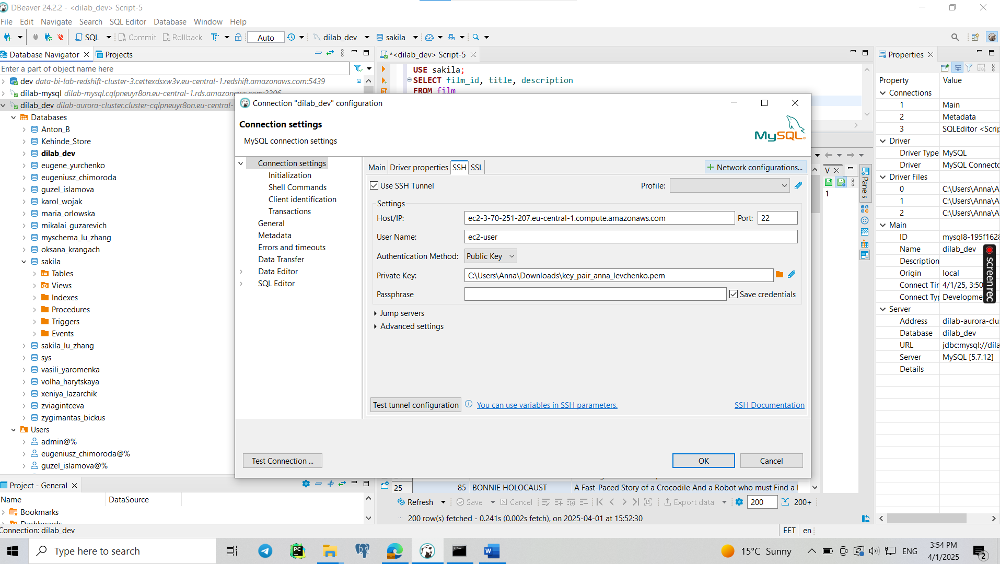 DBeaver 24.2.2 - <dilab_dev> Script-5
File Edit Navigate Search SQL Editor Database Window Help
SQL Commit Rollback Auto dilab_dev sakila
Database Navigator Projects
Enter a part of object name here
dev data-bi-lab-redshift-cluster-3.cettexdsxw3v.eu-central-1.redshift.amazonaws.com:5439
dilab-mysql dilab-mysql.cqlpneuyr8on.eu-central-1.rds.amazonaws.com:3306
dilab_dev dilab-aurora-cluster.cluster-cqlpneuyr8on.eu-central-
Databases
Anton_B
Kehinde_Store
dilab_dev
eugene_yurchenko
eugeniusz_chimoroda
guzel_islamova
karol_wojak
maria_orlowska
mikalai_guzarevich
myschema_lu_zhang
oksana_krangach
sakila
Tables
Views
Indexes
Procedures
Triggers
Events
sakila_lu_zhang
sys
vasili_yaromenka
volha_harytskaya
xeniya_lazarchik
zviagintceva
zygimantas_bickus
Users
admin@%
eugeniusz_chimoroda@%
guzel_islamova@%
Project - General
Name DataSource
Bookmarks
Dashboards
Connection: dilab_dev
*<dilab_dev> Script-5
USE sakila;
SELECT film_id, title, description
FROM film
Connection "dilab_dev" configuration
Connection settings
MySQL connection settings
MySQL
Connection settings
Initialization
Shell Commands
Client identification
Transactions
General
Metadata
Errors and timeouts
Data Transfer
Data Editor
SQL Editor
Main Driver properties SSH SSL Network configurations...
Use SSH Tunnel Profile:
Settings
Host/IP: ec2-3-70-251-207.eu-central-1.compute.amazonaws.com Port: 22
User Name: ec2-user
Authentication Method: Public Key
Private Key: C:\Users\Anna\Downloads\key_pair_anna_levchenko.pem
Passphrase Save credentials
Jump servers
Advanced settings
Test tunnel configuration You can use variables in SSH parameters. SSH Documentation
Test Connection ... OK Cancel
V
1
Panels
25 85 BONNIE HOLOCAUST A Fast-Paced Story of a Crocodile And a Robot who must Find a
Refresh Save Cancel Export data 200 200+
200 row(s) fetched - 0.241s (0.002s fetch), on 2025-04-01 at 15:52:30
EET en
Properties
Property Value
Connections
1 Main
2 Metadata
3 SQLEditor <Scrip
Driver
Driver Type MySQL
Driver MySQL Connecto
Driver Files
0 C:\Users\Anna\A
1 C:\Users\Anna\A
2 C:\Users\Anna\A
Main
ID mysql8-195f1628
Name dilab_dev
Description
Origin local
Connect Tir 4/1/25, 3:50
Connect Typ Developme
Server
Address dilab-aurora-clu
Database dilab_dev
URL jdbc:mysql://dila
Server MySQL [5.7.12]
Details
screenrec
Type here to search
15°C Sunny ENG 3:54 PM
4/1/2025
2